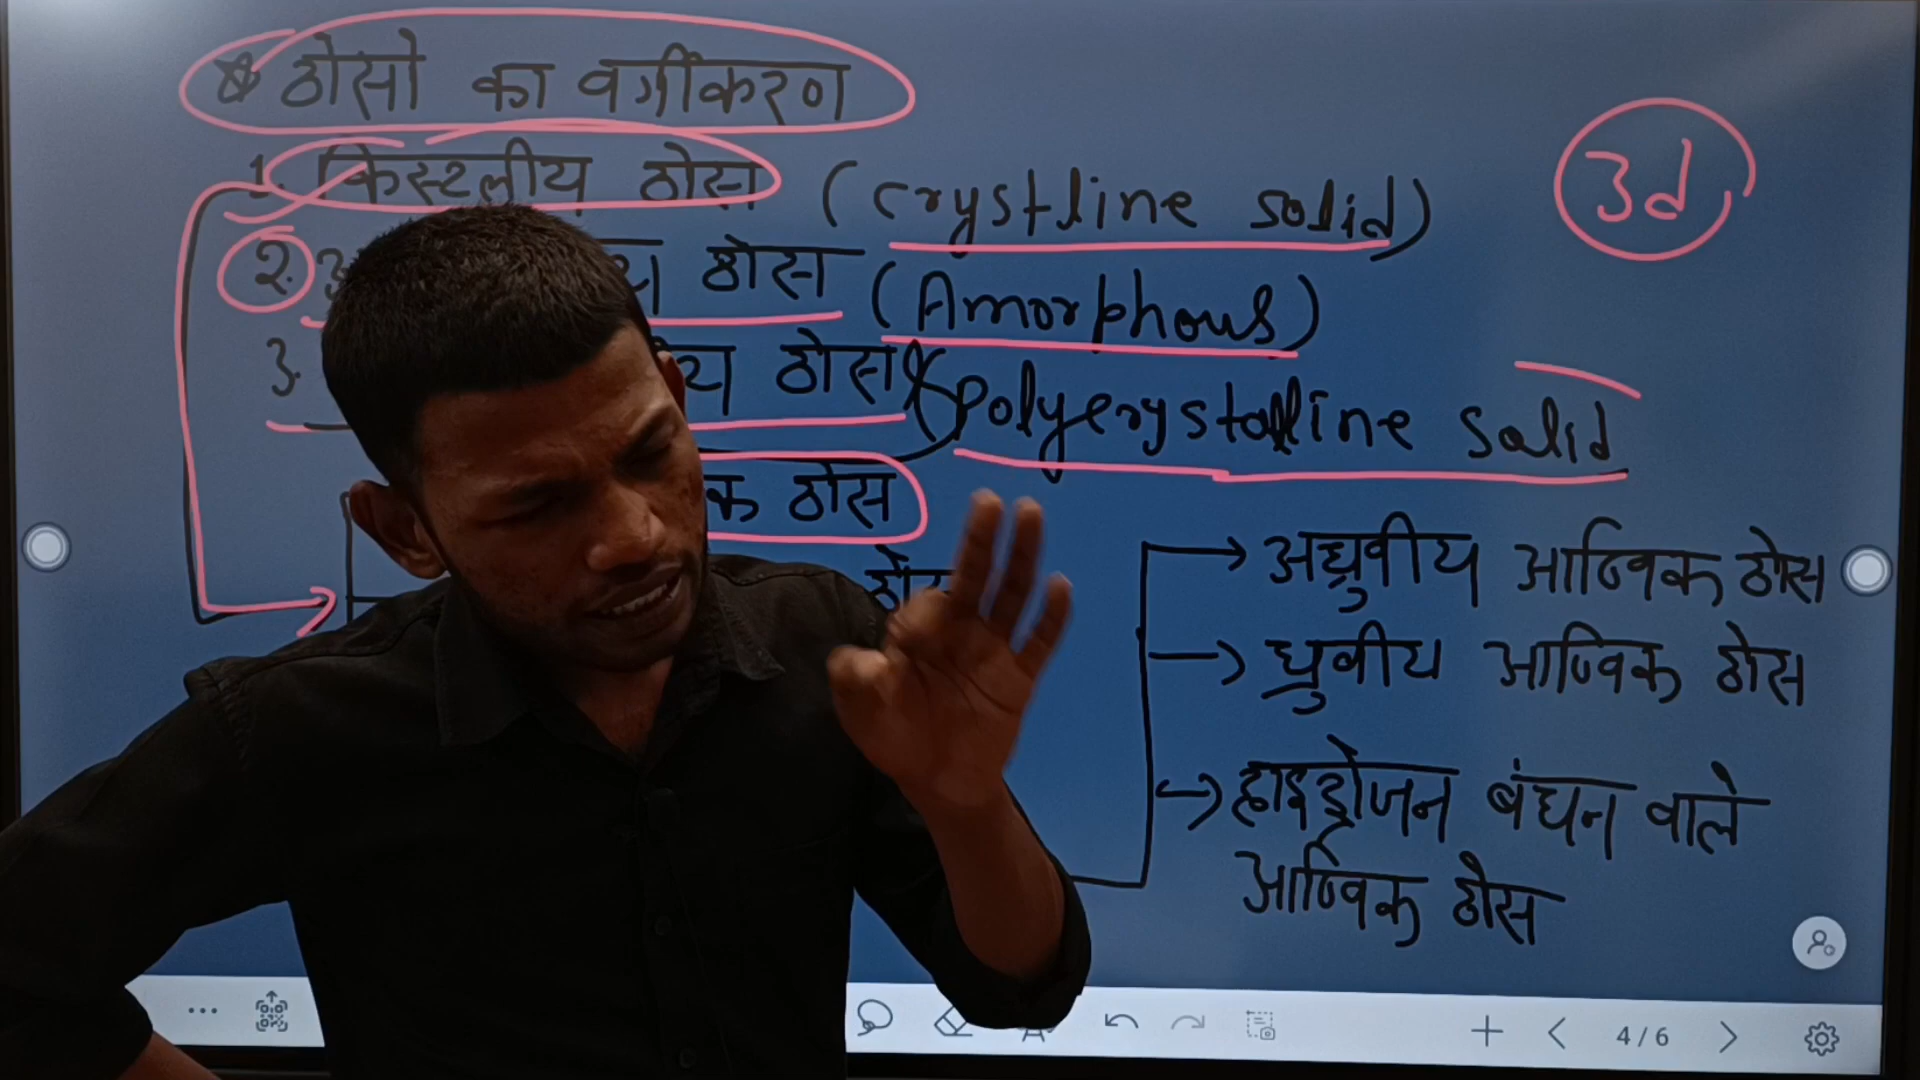 ठोसो का वर्गीकरण
1. क्रिस्टलीय ठोस (Crystline solid)
3d
2. ठोस (Amorphous)
3. ठोस (Polycrystalline Solid
ठोस
→ अध्रुवीय आण्विक ठोस
→ ध्रुवीय आण्विक ठोस
→ हाइड्रोजन बंधन वाले
आण्विक ठोस
4/6